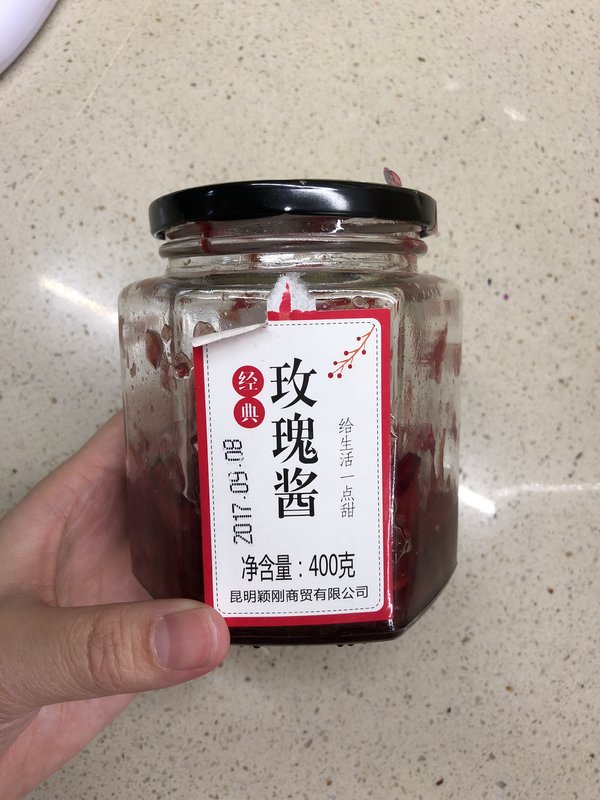 经典
玫瑰酱
给生活一点甜
2017.09.08
净含量：400克
昆明颖刚商贸有限公司